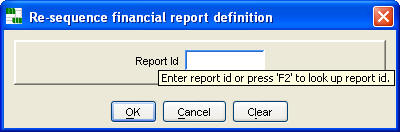 Re-sequence financial report definition
Report Id
Enter report id or press 'F2' to look up report id.
OK Cancel Clear